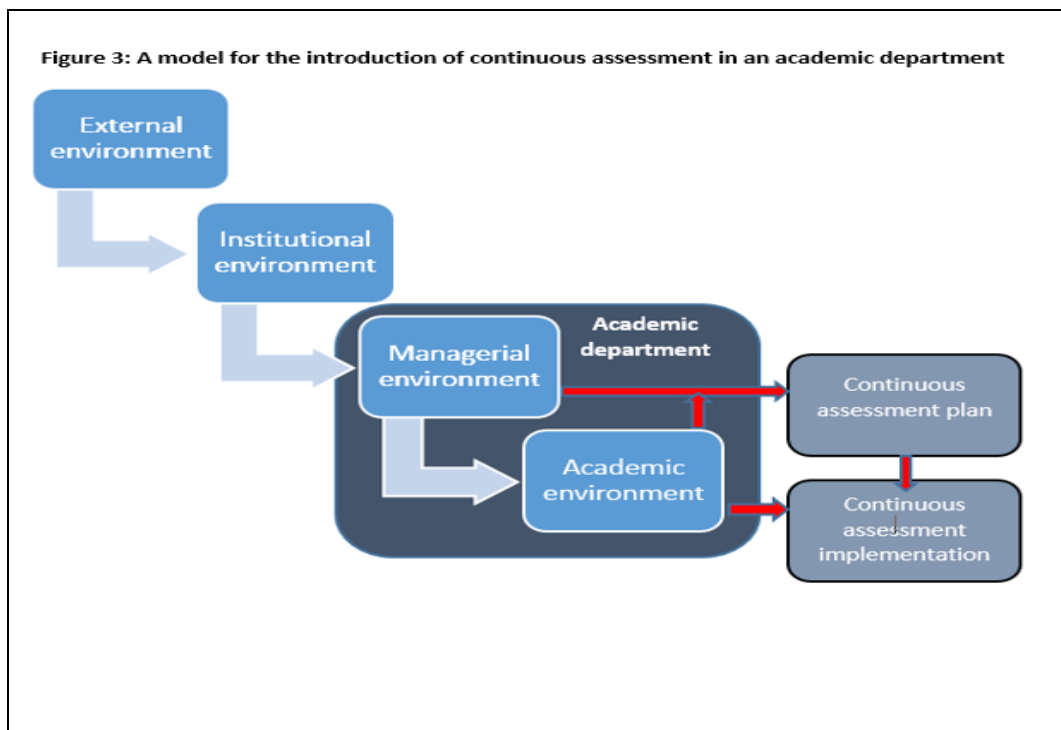 Figure 3: A model for the introduction of continuous assessment in an academic department
External
environment
Institutional
environment
Academic
department
Managerial
environment
Continuous
assessment plan
Academic
environment
Continuous
assessment
implementation